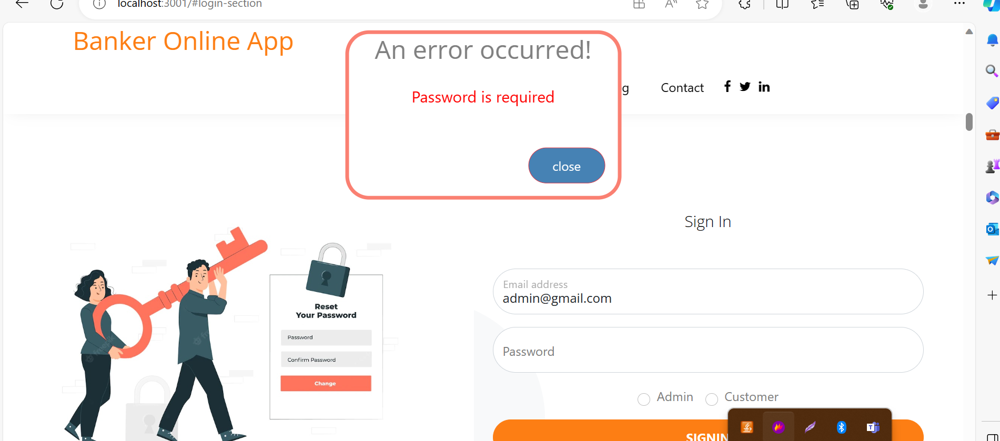 localhost:3001/#login-section
Banker Online App
An error occurred!
Password is required
g
Contact
close
Sign In
Email address
admin@gmail.com
Password
Admin
Customer
SIGNIN
Reset
Your Password
Password
Confirm Password
Change